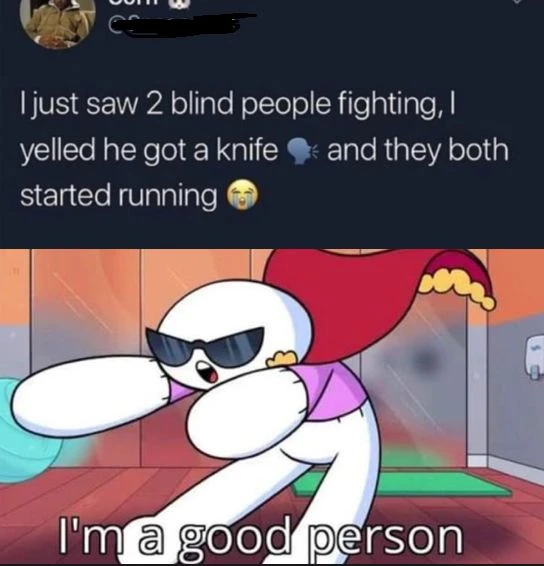 I just saw 2 blind people fighting, I
yelled he got a knife 🗣️ and they both
started running 😭
I'm a good person